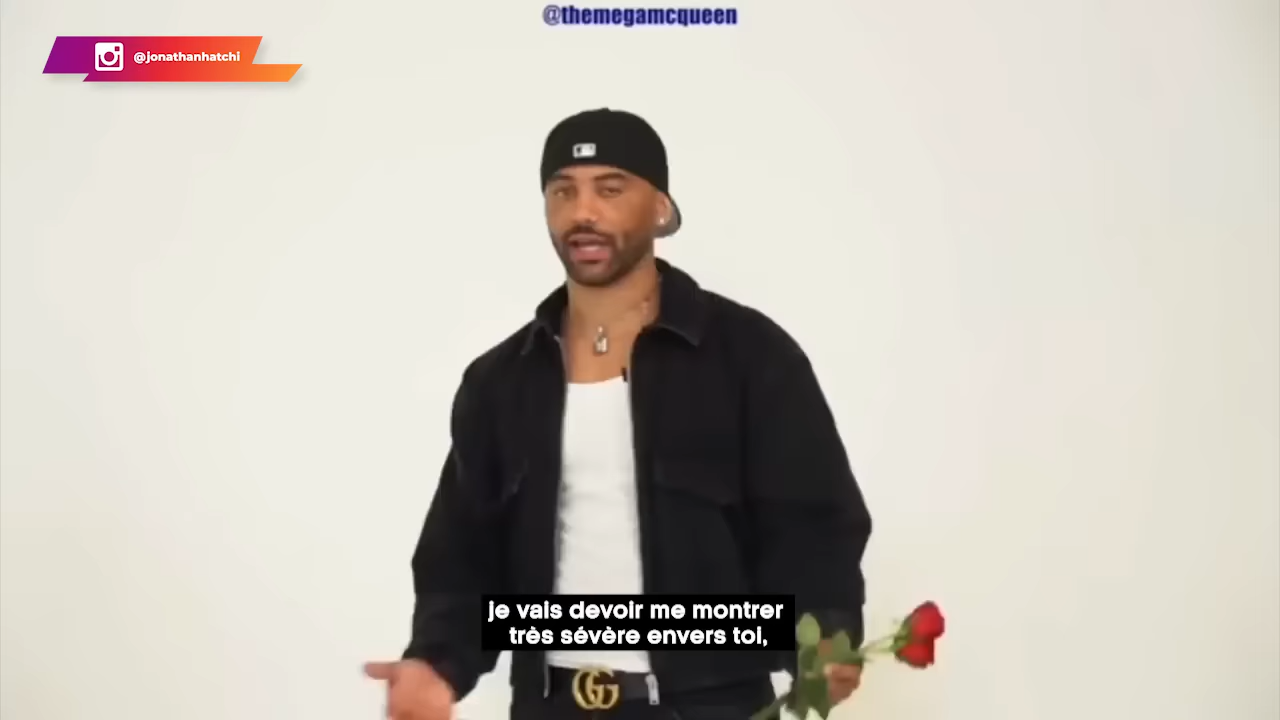 @themegamcqueen
@jonathanhatchi
je vais devoir me montrer
très sévère envers toi,